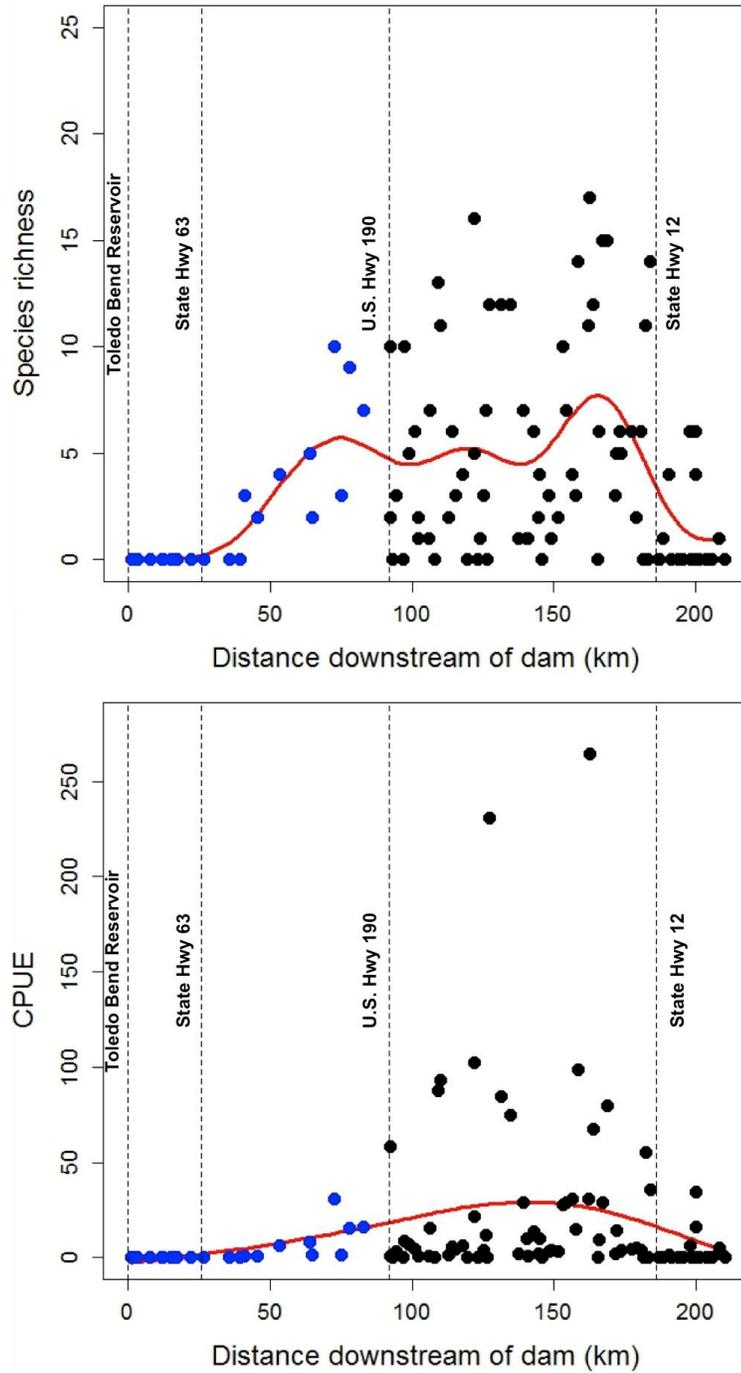 25
20
15
10
5
0
Species richness
Toledo Bend Reservoir
State Hwy 63
U.S. Hwy 190
State Hwy 12
0 50 100 150 200
Distance downstream of dam (km)
250
200
150
100
50
0
CPUE
Toledo Bend Reservoir
State Hwy 63
U.S. Hwy 190
State Hwy 12
0 50 100 150 200
Distance downstream of dam (km)